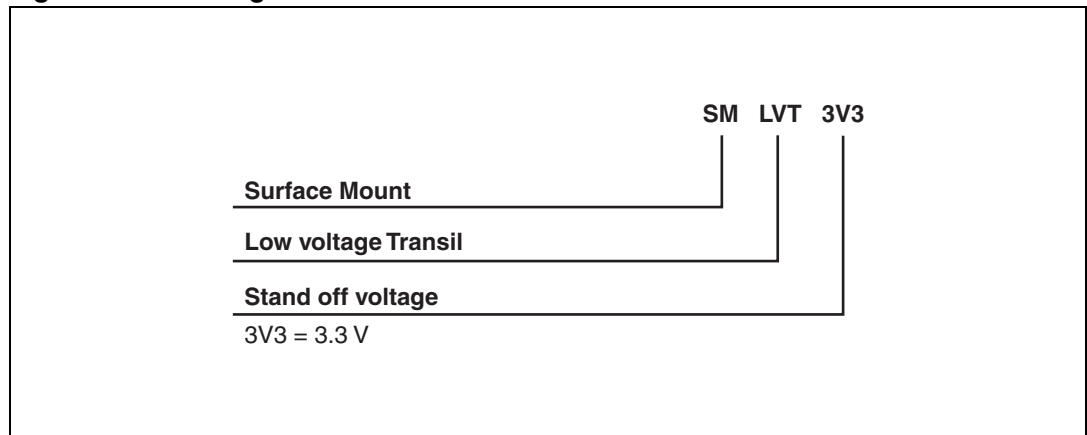 SM LVT 3V3
Surface Mount
Low voltage Transil
Stand off voltage
3V3 = 3.3 V